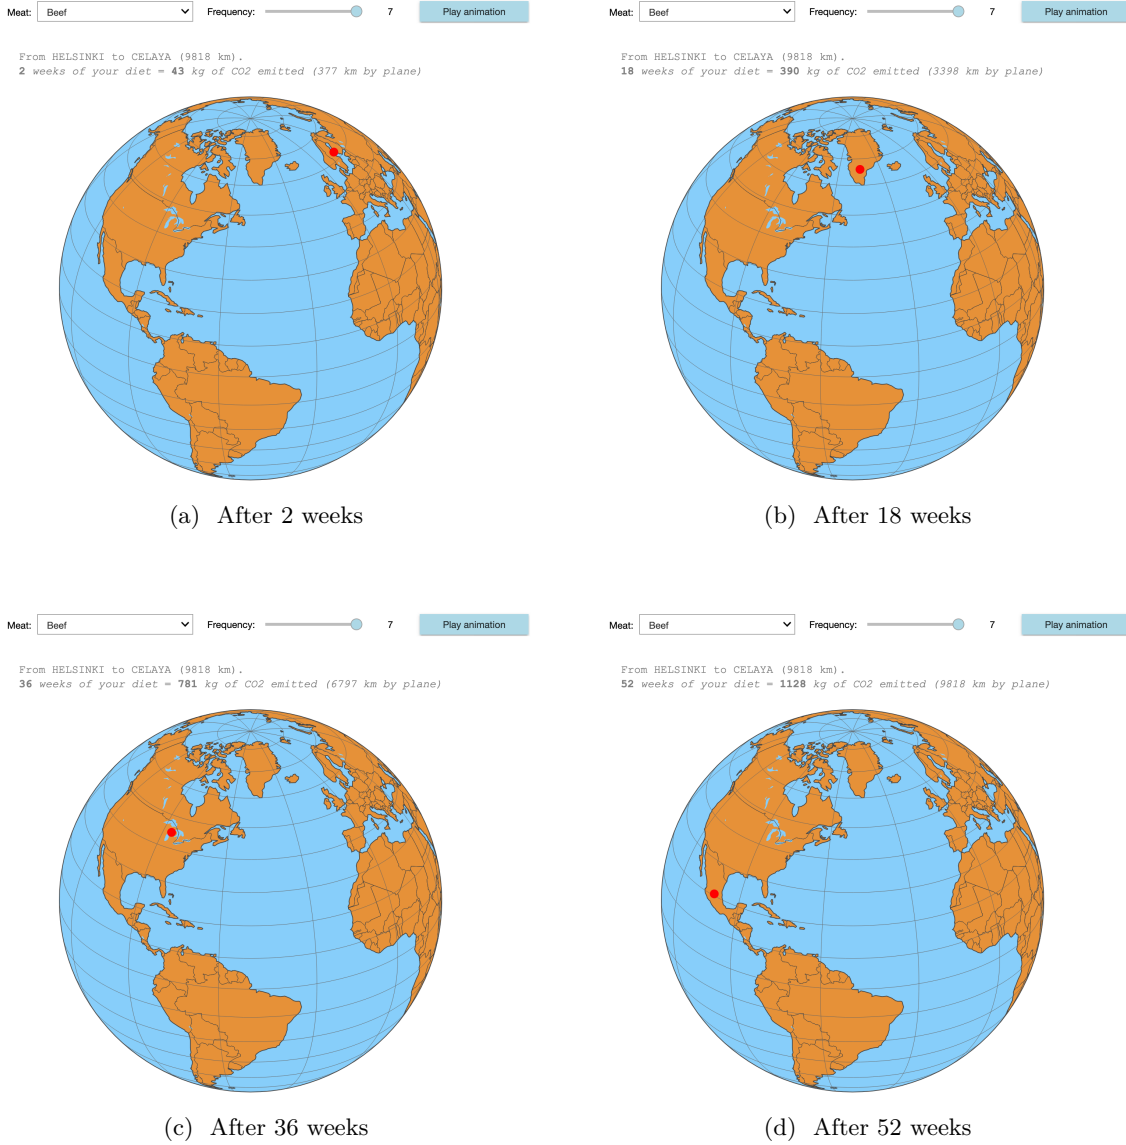 Meat: Beef Frequency: 7 Play animation
From HELSINKI to CELAYA (9818 km).
2 weeks of your diet = 43 kg of CO2 emitted (377 km by plane)
(a) After 2 weeks
Meat: Beef Frequency: 7 Play animation
From HELSINKI to CELAYA (9818 km).
18 weeks of your diet = 390 kg of CO2 emitted (3398 km by plane)
(b) After 18 weeks
Meat: Beef Frequency: 7 Play animation
From HELSINKI to CELAYA (9818 km).
36 weeks of your diet = 781 kg of CO2 emitted (6797 km by plane)
(c) After 36 weeks
Meat: Beef Frequency: 7 Play animation
From HELSINKI to CELAYA (9818 km).
52 weeks of your diet = 1128 kg of CO2 emitted (9818 km by plane)
(d) After 52 weeks